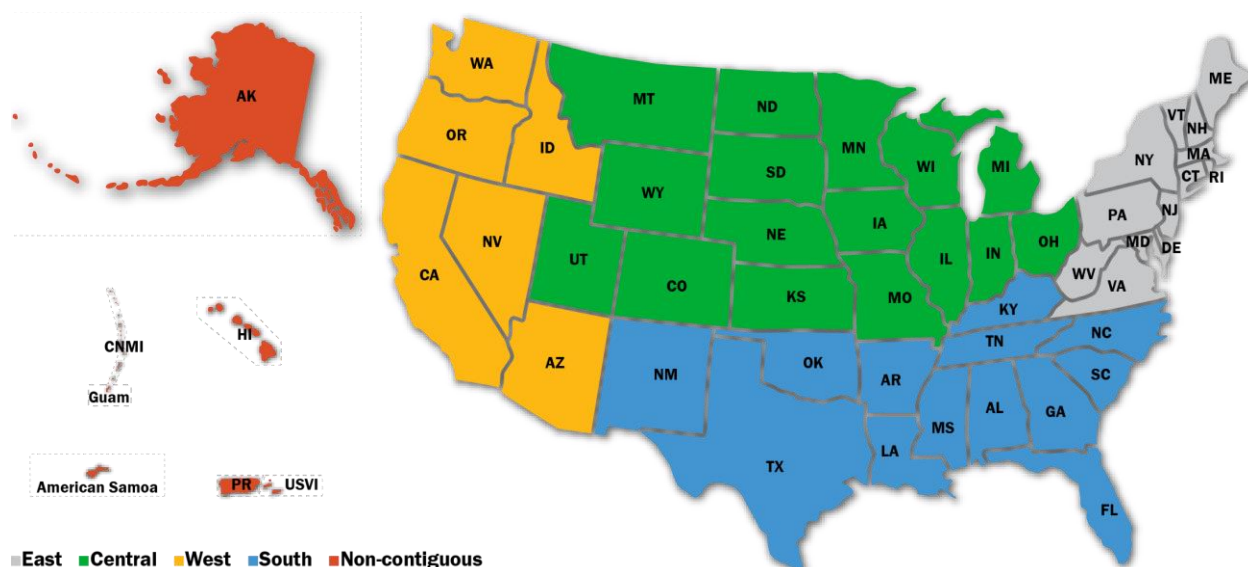 AK
CNMI
Guam
HI
American Samoa
PR
USVI
WA
OR
ID
NV
CA
AZ
MT
ND
SD
WY
NE
UT
CO
KS
MN
IA
MO
WI
IL
MI
IN
OH
NM
OK
TX
AR
LA
KY
TN
MS
AL
GA
NC
SC
FL
ME
VT
NH
MA
CT
RI
NY
PA
NJ
MD
DE
WV
VA
East Central West South Non-contiguous